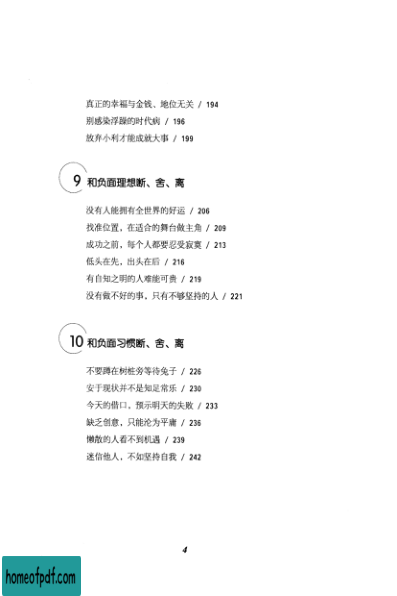 真正的幸福与金钱、地位无关 / 194
别感染浮躁的时代病 / 196
放弃小利才能成就大事 / 199
9 和负面理想断、舍、离
没有人能拥有全世界的好运 / 206
找准位置，在适合的舞台做主角 / 209
成功之前，每个人都要忍受寂寞 / 213
低头在先，出头在后 / 216
有自知之明的人难能可贵 / 219
没有做不好的事，只有不够坚持的人 / 221
10 和负面习惯断、舍、离
不要蹲在树桩旁等待兔子 / 226
安于现状并不是知足常乐 / 230
今天的借口，预示明天的失败 / 233
缺乏创意，只能沦为平庸 / 236
懒散的人看不到机遇 / 239
迷信他人，不如坚持自我 / 242
4
homeofpdf.com